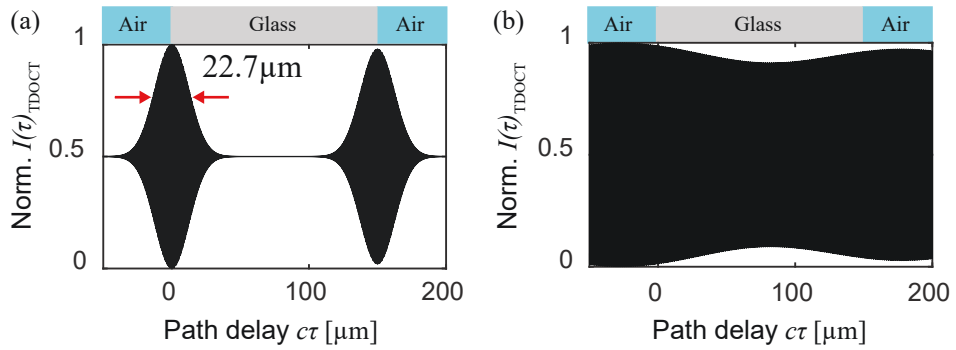 (a)
Air Glass Air
1
22.7µm
0.5
0
Norm. I(τ)TDOCT
0 100 200
Path delay cτ [µm]
(b)
Air Glass Air
1
0.5
0
Norm. I(τ)TDOCT
0 100 200
Path delay cτ [µm]